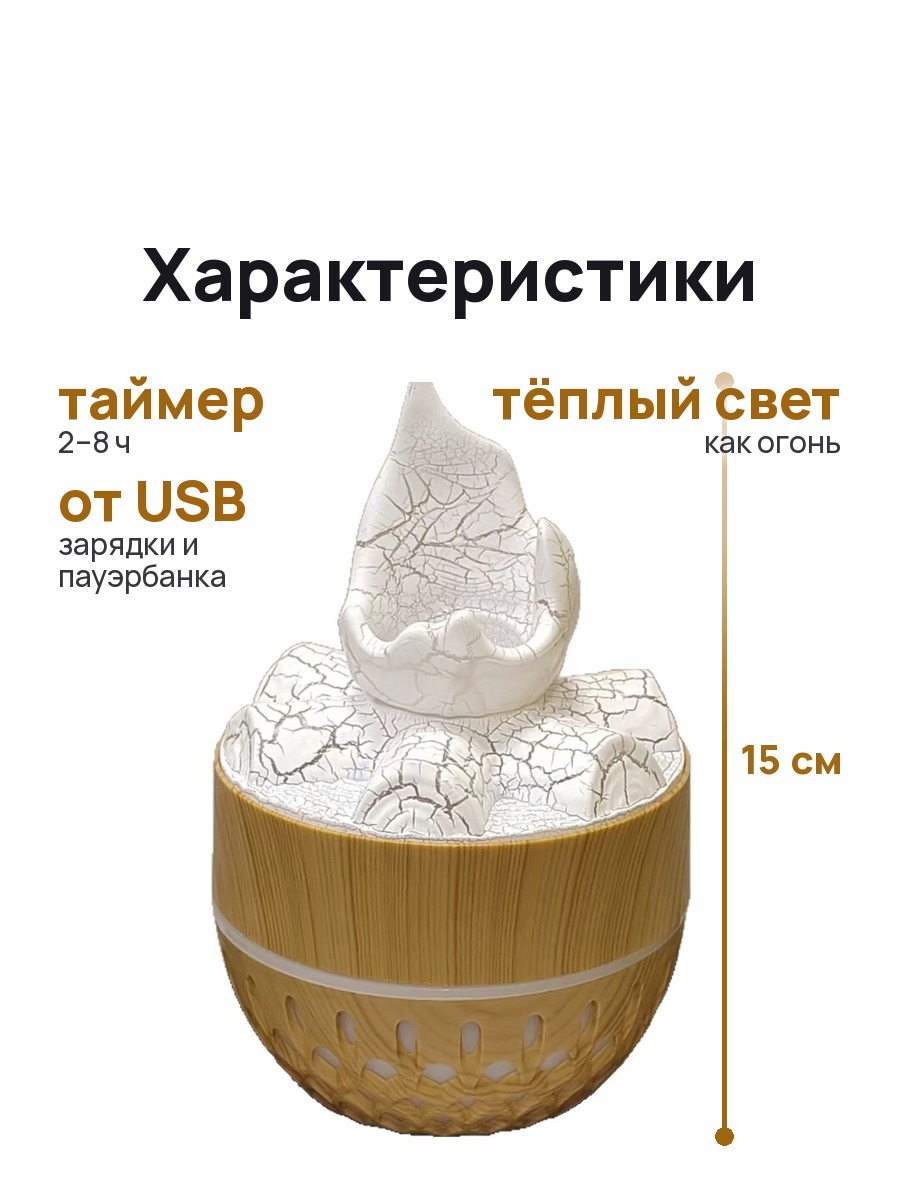 Характеристики
таймер
2–8 ч
от USB
зарядки и
пауэрбанка
тёплый свет
как огонь
15 см